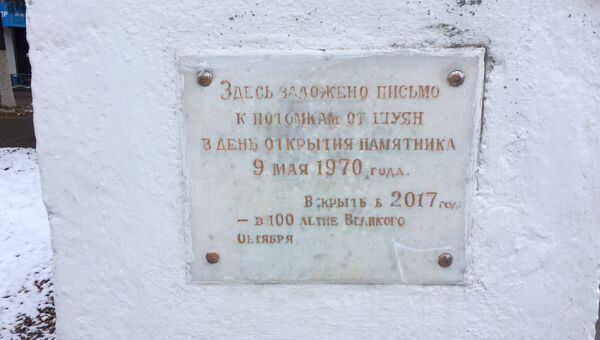 Здесь заложено письмо
к потомкам от шуян
в день открытия памятника
9 мая 1970 года.
Вскрыть в 2017 году.
– в 100 летие Великого
Октября